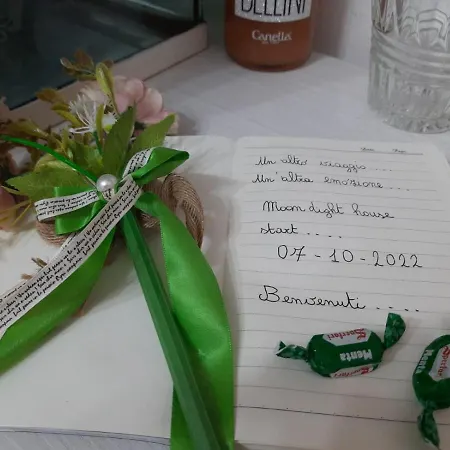 BELLINI
Canella
Un altro viaggio....
Un'altra emozione....
Moon Light house
start....
07-10-2022
Benvenuti....
Menta